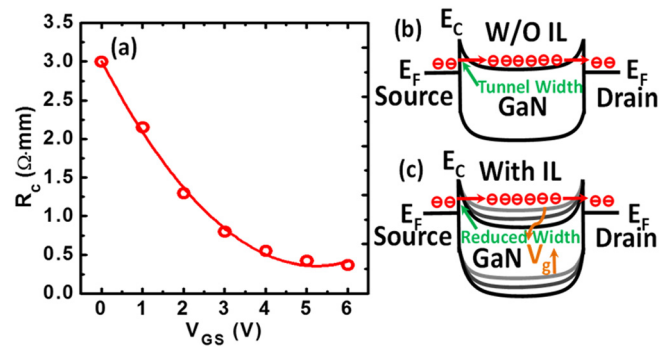 (a)
3.5
3.0
2.5
2.0
1.5
1.0
0.5
0.0
R_c (Ω·mm)
0 1 2 3 4 5 6
V_GS (V)
(b)
E_C W/O IL
E_F E_F
Source Tunnel Width Drain
GaN
(c)
E_C With IL
E_F E_F
Source Reduced Width Drain
GaN V_g